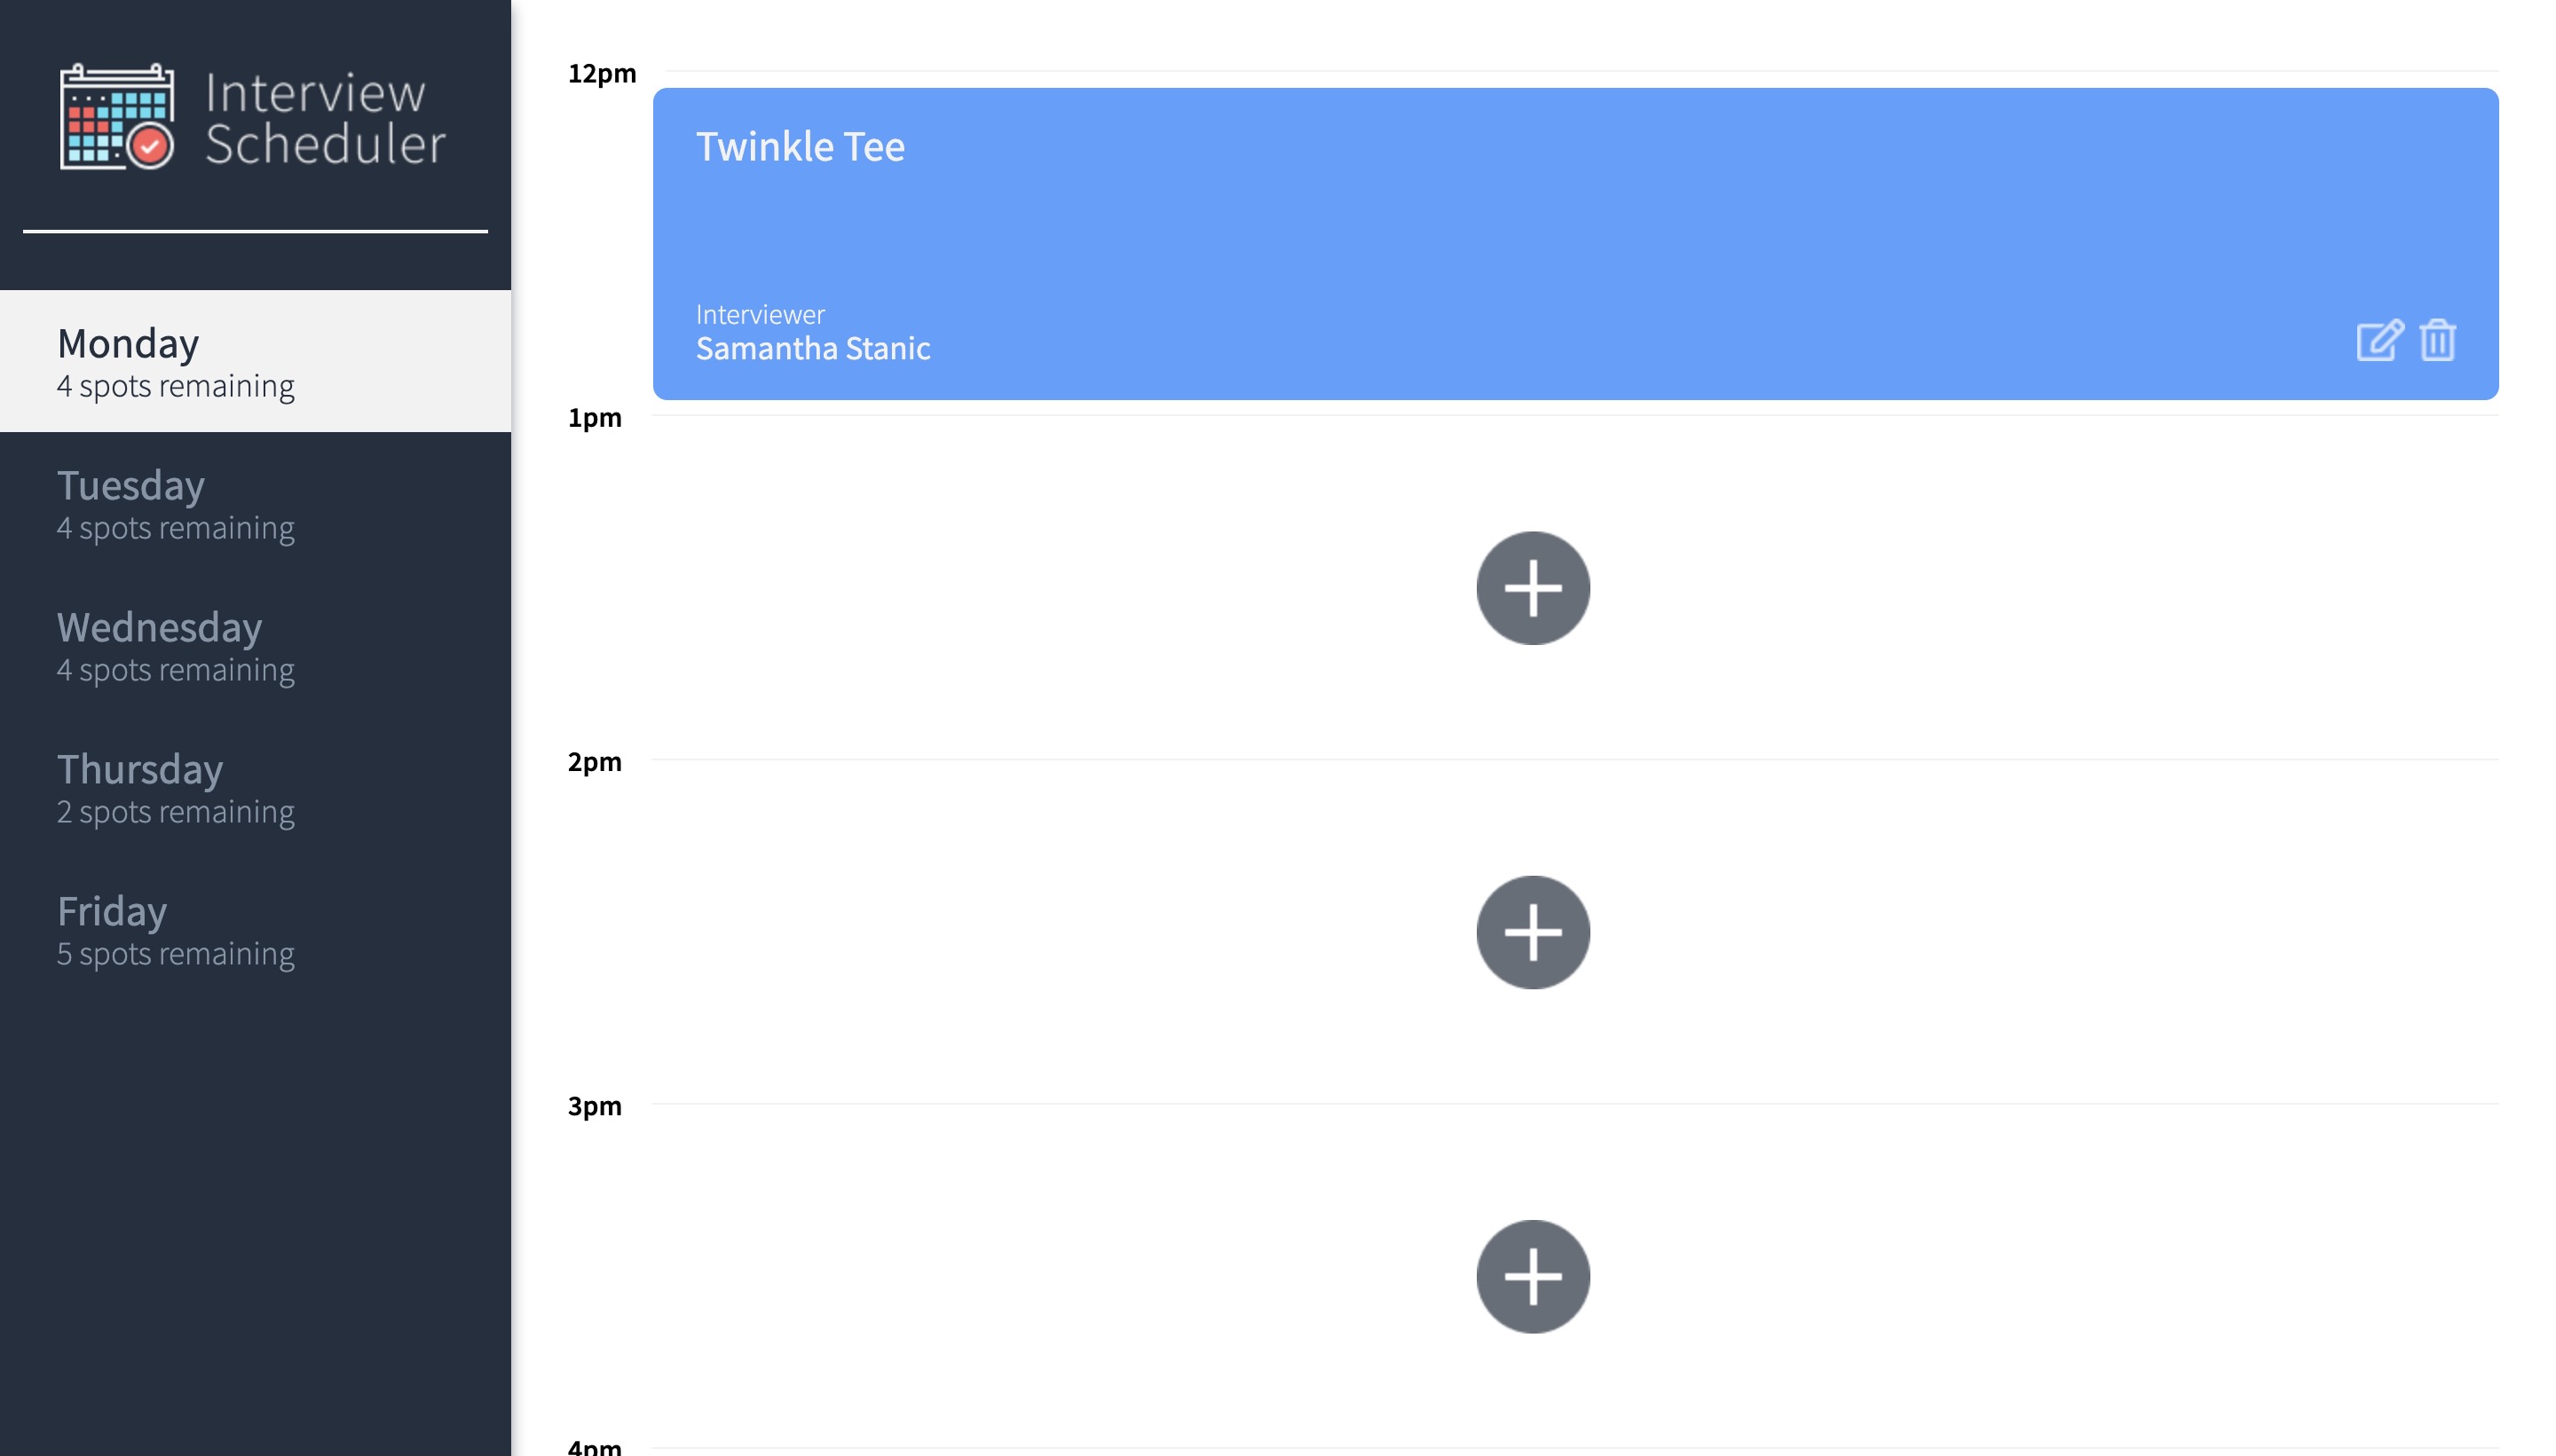 Interview
Scheduler
Monday
4 spots remaining
Tuesday
4 spots remaining
Wednesday
4 spots remaining
Thursday
2 spots remaining
Friday
5 spots remaining
12pm
Twinkle Tee
Interviewer
Samantha Stanic
1pm
2pm
3pm
4pm